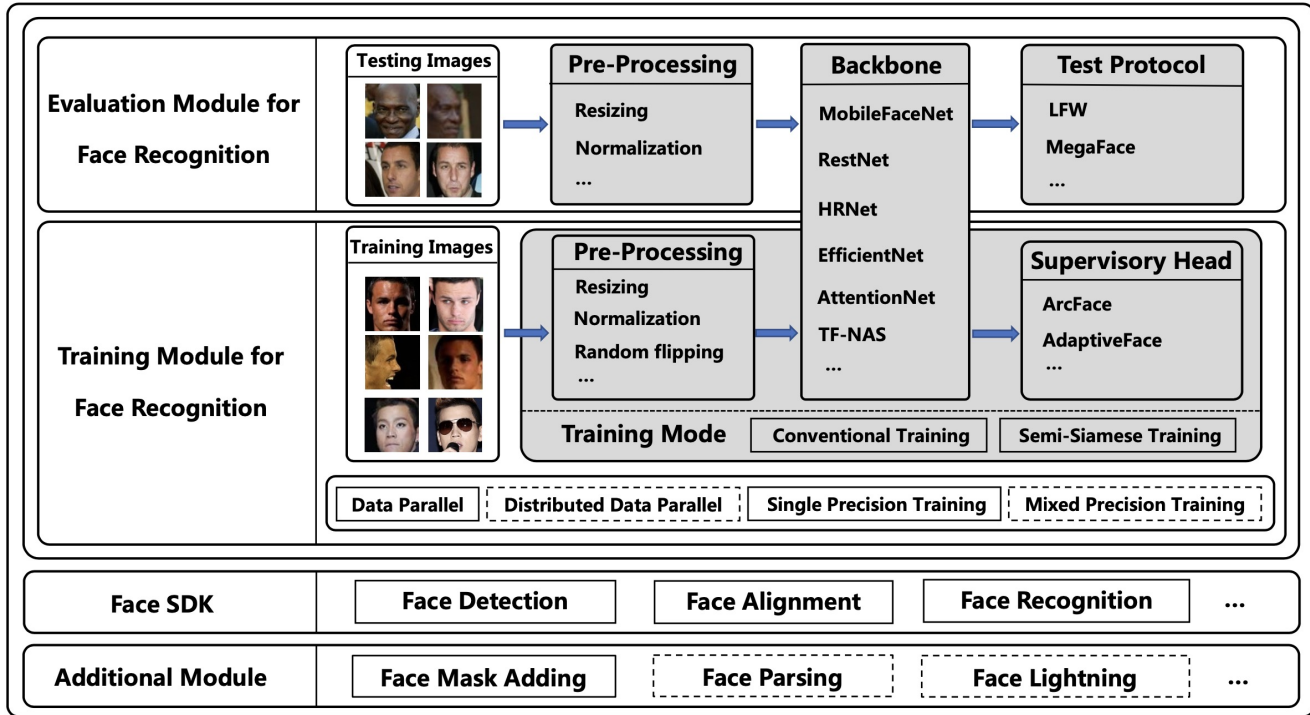 Evaluation Module for
Face Recognition
Testing Images
Pre-Processing
Resizing
Normalization
...
Backbone
MobileFaceNet
RestNet
HRNet
EfficientNet
AttentionNet
TF-NAS
...
Test Protocol
LFW
MegaFace
...
Training Module for
Face Recognition
Training Images
Pre-Processing
Resizing
Normalization
Random flipping
...
Supervisory Head
ArcFace
AdaptiveFace
...
Training Mode
Conventional Training
Semi-Siamese Training
Data Parallel
Distributed Data Parallel
Single Precision Training
Mixed Precision Training
Face SDK
Face Detection
Face Alignment
Face Recognition
...
Additional Module
Face Mask Adding
Face Parsing
Face Lightning
...